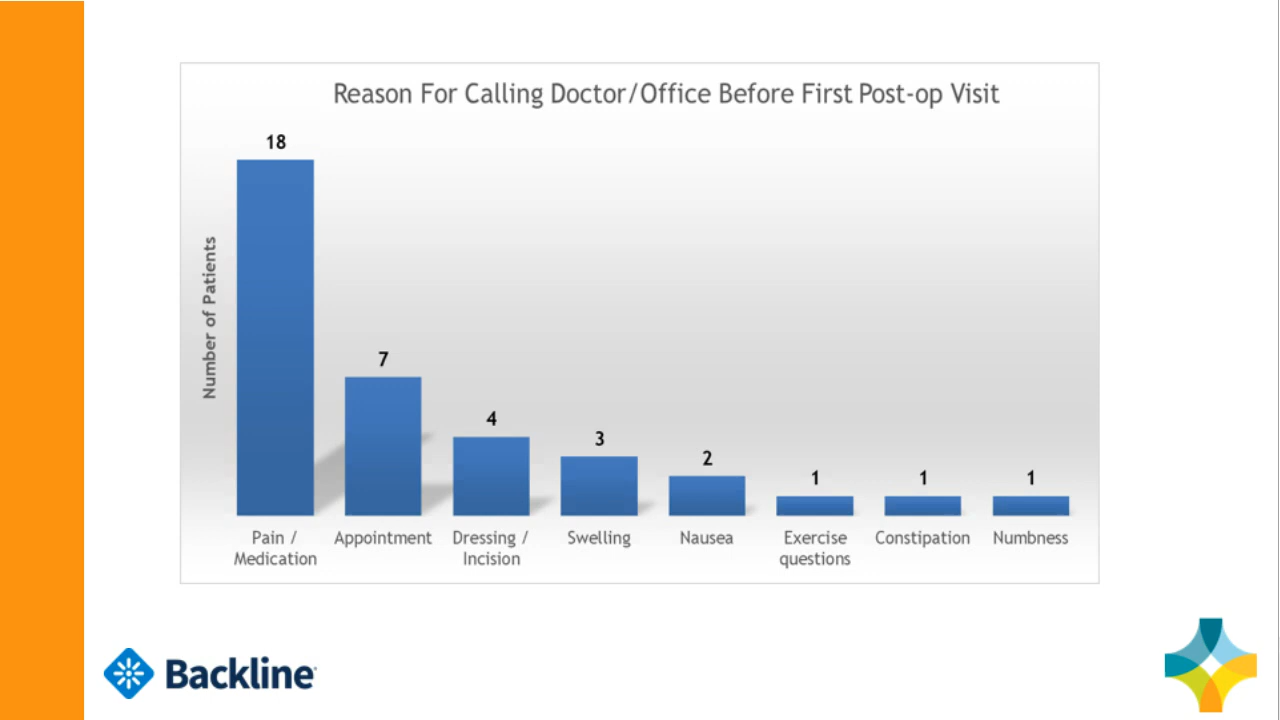 Reason For Calling Doctor/Office Before First Post-op Visit
Number of Patients
18
7
4
3
2
1
1
1
Pain /
Medication
Appointment
Dressing /
Incision
Swelling
Nausea
Exercise
questions
Constipation
Numbness
Backline